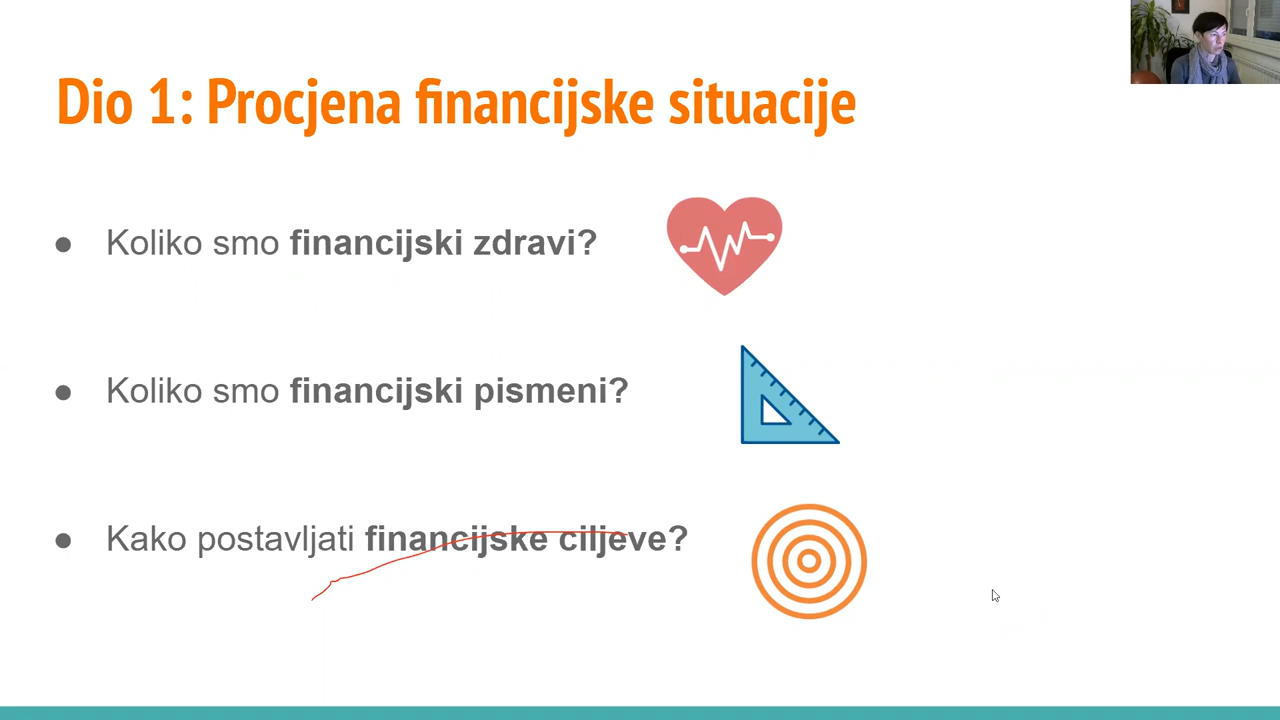 Dio 1: Procjena financijske situacije
● Koliko smo financijski zdravi?
● Koliko smo financijski pismeni?
● Kako postavljati financijske ciljeve?